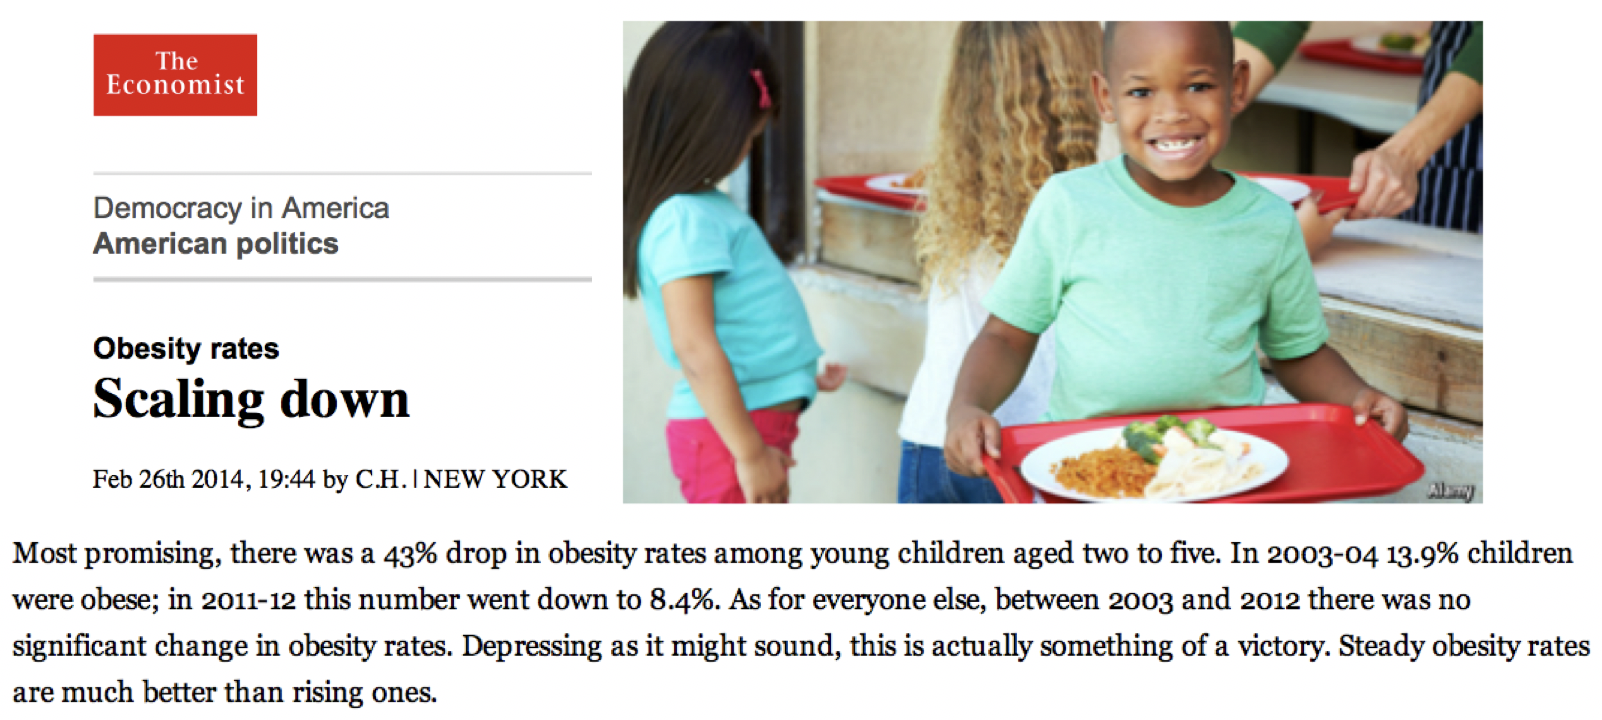 The
Economist
Democracy in America
American politics
Obesity rates
Scaling down
Feb 26th 2014, 19:44 by C.H. | NEW YORK
Alamy
Most promising, there was a 43% drop in obesity rates among young children aged two to five. In 2003-04 13.9% children
were obese; in 2011-12 this number went down to 8.4%. As for everyone else, between 2003 and 2012 there was no
significant change in obesity rates. Depressing as it might sound, this is actually something of a victory. Steady obesity rates
are much better than rising ones.